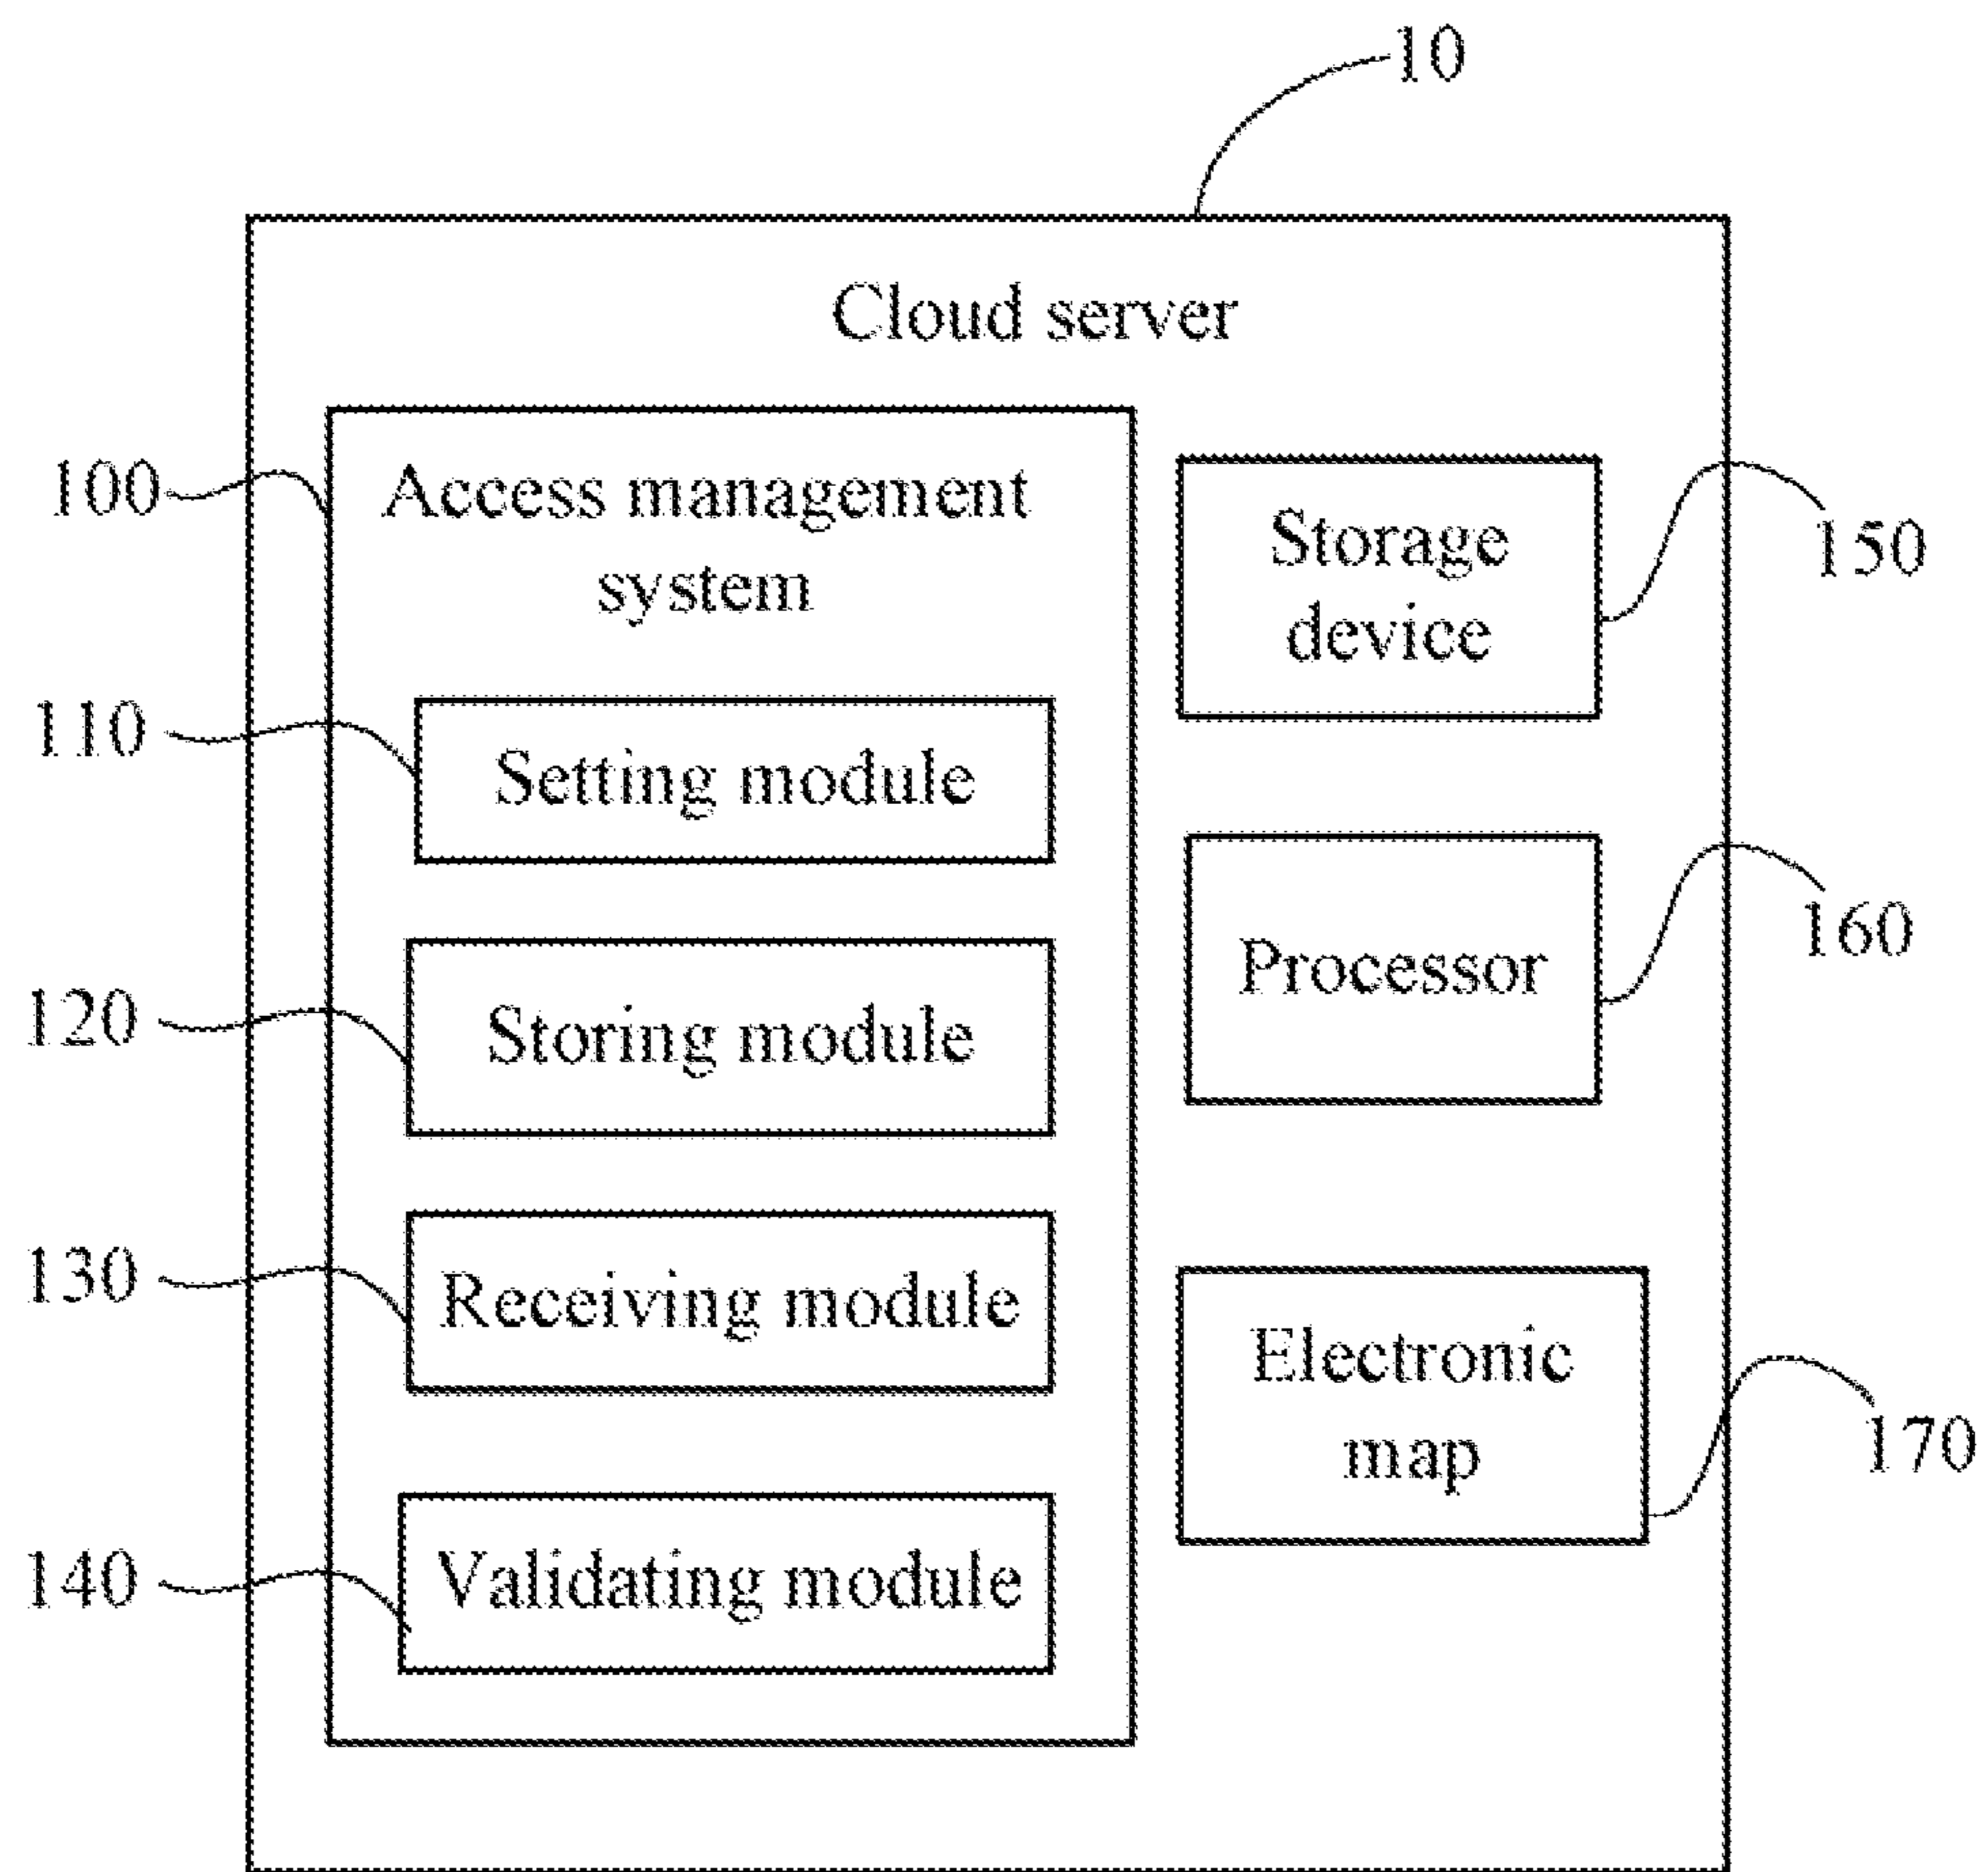 10
Cloud server
100
Access management
system
110
Setting module
120
Storing module
130
Receiving module
140
Validating module
Storage
device
150
Processor
160
Electronic
map
170